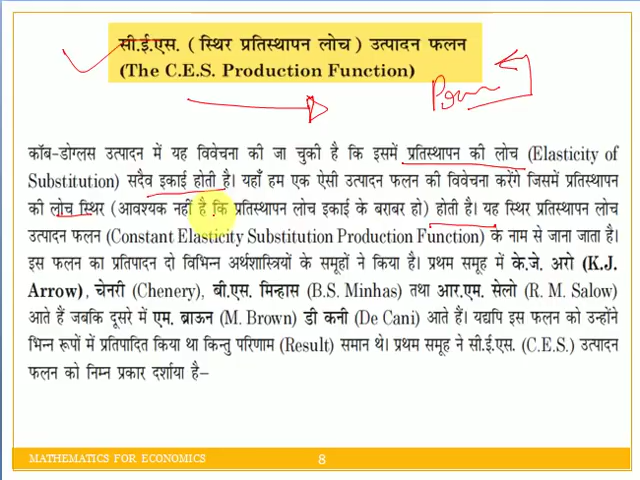 सी.ई.एस. ( स्थिर प्रतिस्थापन लोच ) उत्पादन फलन
(The C.E.S. Production Function)
कॉब-डोग्लस उत्पादन में यह विवेचना की जा चुकी है कि इसमें प्रतिस्थापन की लोच (Elasticity of
Substitution) सदैव इकाई होती है। यहाँ हम एक ऐसी उत्पादन फलन की विवेचना करेंगे जिसमें प्रतिस्थापन
की लोच स्थिर (आवश्यक नहीं है कि प्रतिस्थापन लोच इकाई के बराबर हो) होती है। यह स्थिर प्रतिस्थापन लोच
उत्पादन फलन (Constant Elasticity Substitution Production Function) के नाम से जाना जाता है।
इस फलन का प्रतिपादन दो विभिन्न अर्थशास्त्रियों के समूहों ने किया है। प्रथम समूह में के.जे. अरो (K.J.
Arrow), चेनरी (Chenery), बी.एस. मिन्हास (B.S. Minhas) तथा आर.एम. सेलो (R.M. Salow)
आते हैं जबकि दूसरे में एम. ब्राऊन (M. Brown) डी कनी (De Cani) आते हैं। यद्यपि इस फलन को उन्होंने
भिन्न रूपों में प्रतिपादित किया था किन्तु परिणाम (Result) समान थे। प्रथम समूह ने सी.ई.एस. (C.E.S.) उत्पादन
फलन को निम्न प्रकार दर्शाया है–
MATHEMATICS FOR ECONOMICS 8